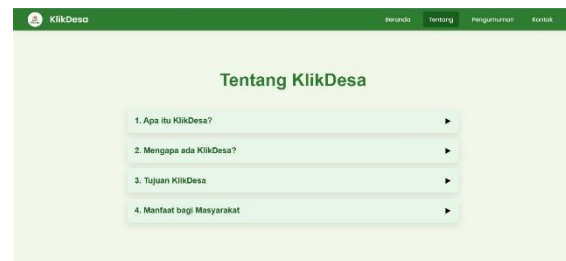 KlikDesa
Beranda Tentang Pengumuman Kontak
Tentang KlikDesa
1. Apa itu KlikDesa?
2. Mengapa ada KlikDesa?
3. Tujuan KlikDesa
4. Manfaat bagi Masyarakat